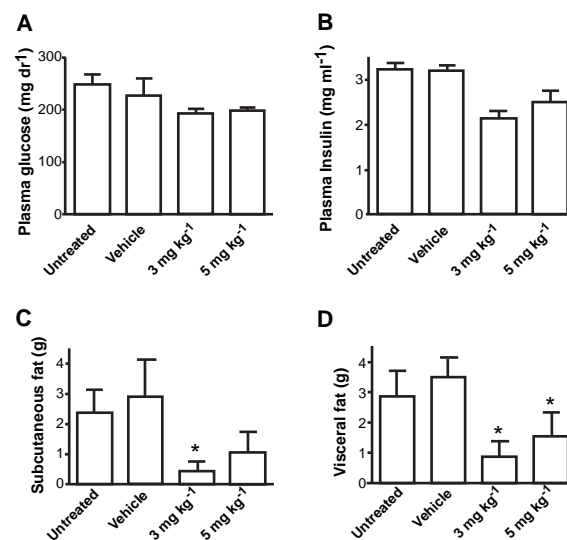 A
Plasma glucose (mg dr¹)
300
200
100
0
Untreated
Vehicle
3 mg kg⁻¹
5 mg kg⁻¹
B
Plasma Insulin (mg ml⁻¹)
3
2
1
0
Untreated
Vehicle
3 mg kg⁻¹
5 mg kg⁻¹
C
Subcutaneous fat (g)
4
3
2
1
0
*
Untreated
Vehicle
3 mg kg⁻¹
5 mg kg⁻¹
D
Visceral fat (g)
4
3
2
1
0
*
*
Untreated
Vehicle
3 mg kg⁻¹
5 mg kg⁻¹